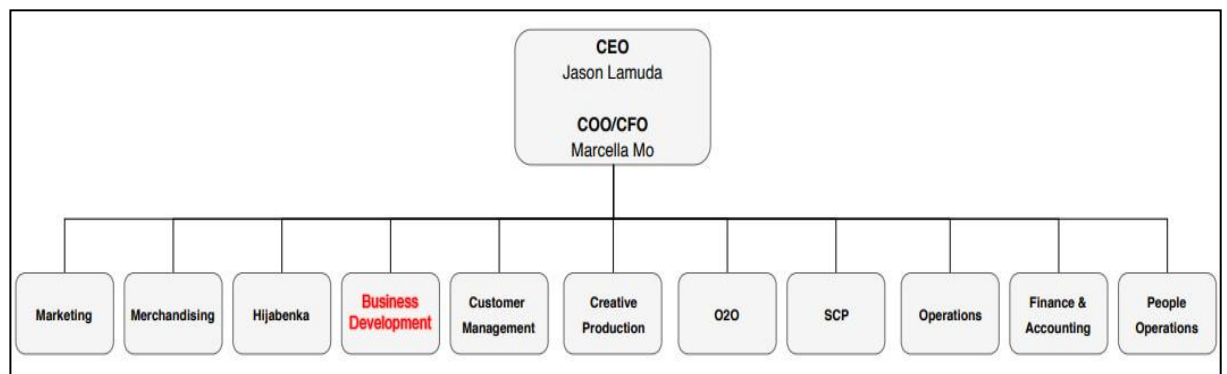 CEO
Jason Lamuda
COO/CFO
Marcella Mo
Marketing
Merchandising
Hijabenka
Business
Development
Customer
Management
Creative
Production
O2O
SCP
Operations
Finance &
Accounting
People
Operations